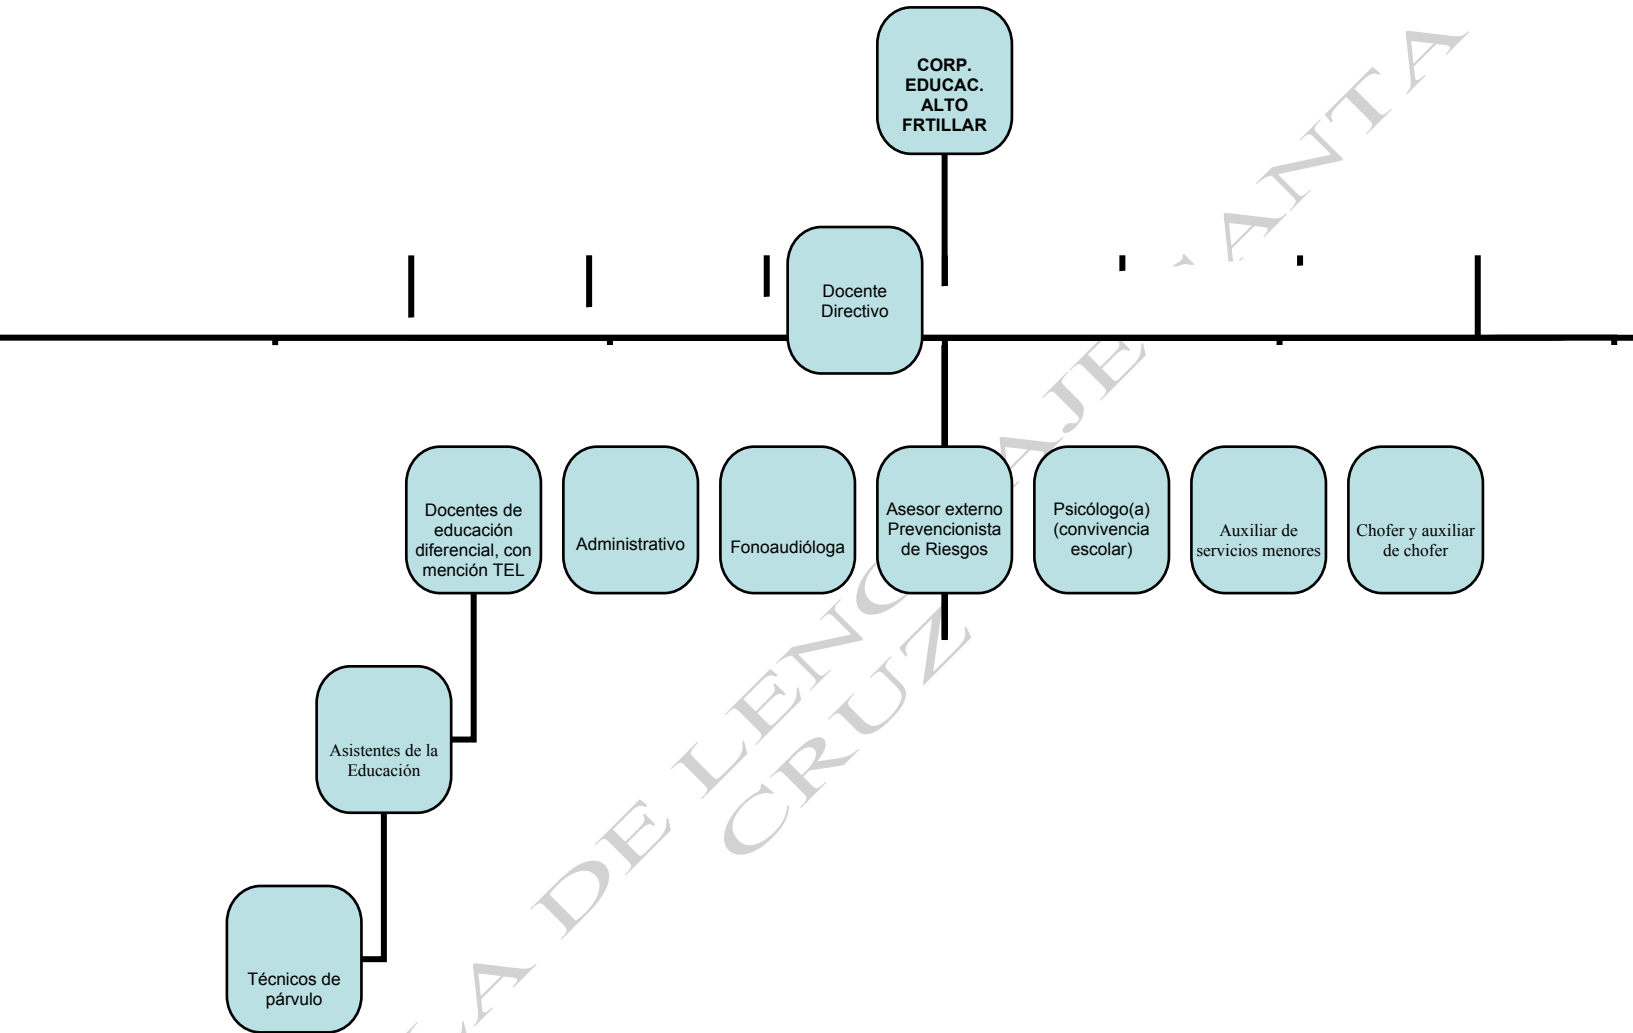 CORP.
EDUCAC.
ALTO
FRTILLAR
Docente
Directivo
Docentes de
educación
diferencial, con
mención TEL
Administrativo
Fonoaudióloga
Asesor externo
Prevencionista
de Riesgos
Psicólogo(a)
(convivencia
escolar)
Auxiliar de
servicios menores
Chofer y auxiliar
de chofer
Asistentes de la
Educación
Técnicos de
párvulo
DE
CRUZ